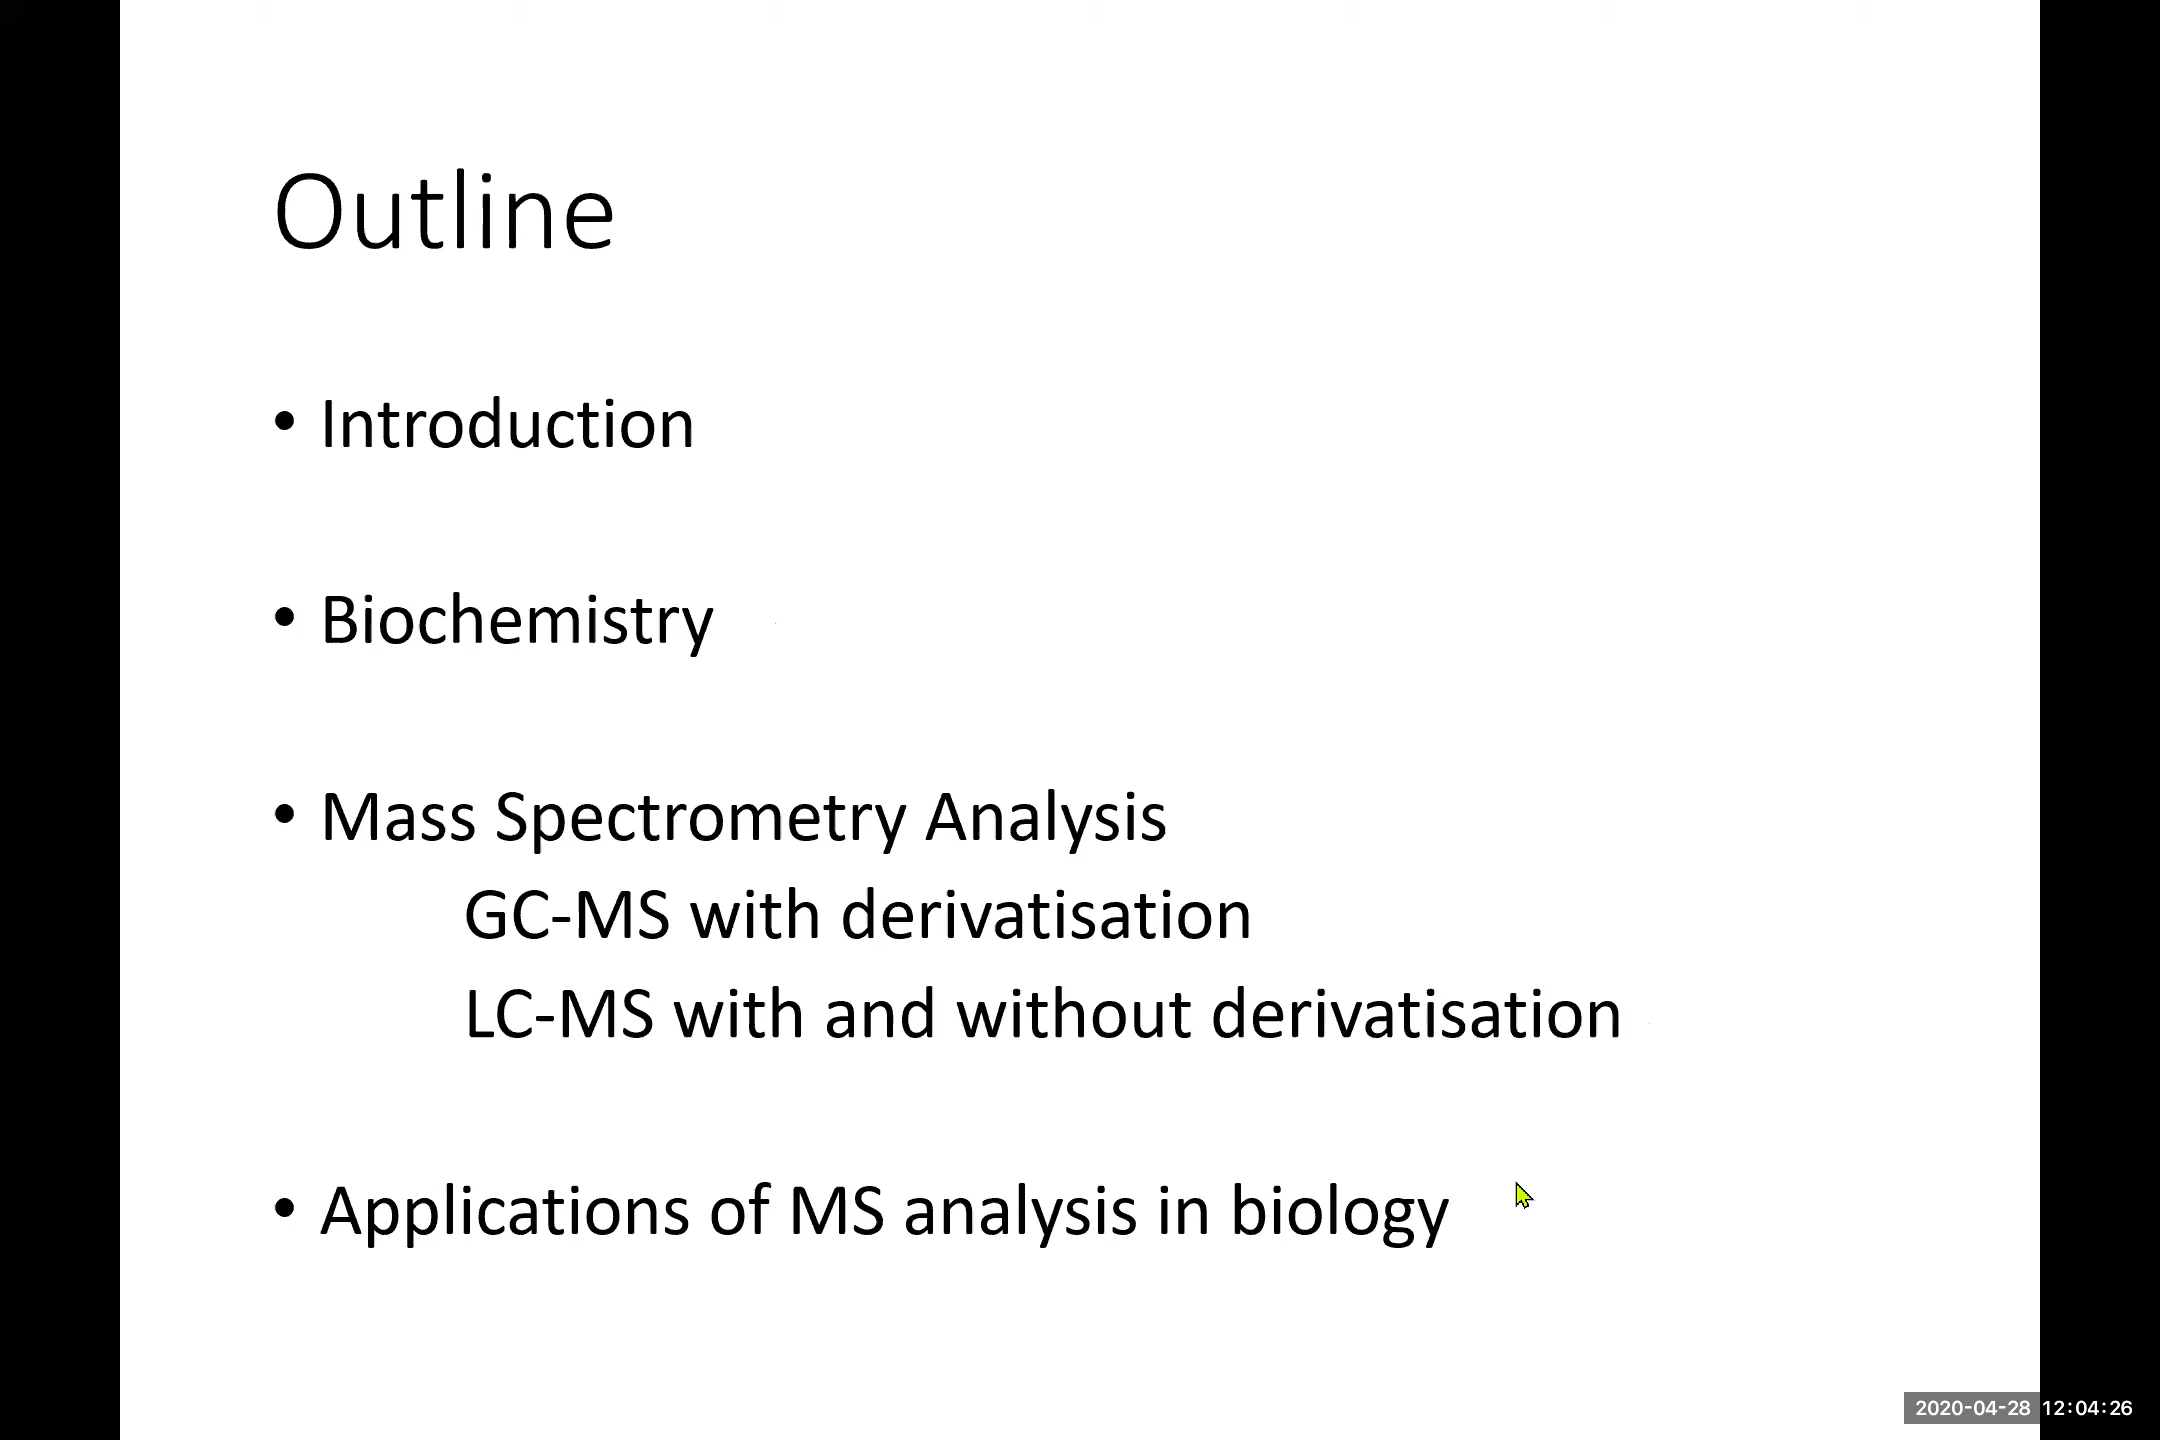 Outline
• Introduction
• Biochemistry
• Mass Spectrometry Analysis
GC-MS with derivatisation
LC-MS with and without derivatisation
• Applications of MS analysis in biology
2020-04-28 12:04:26